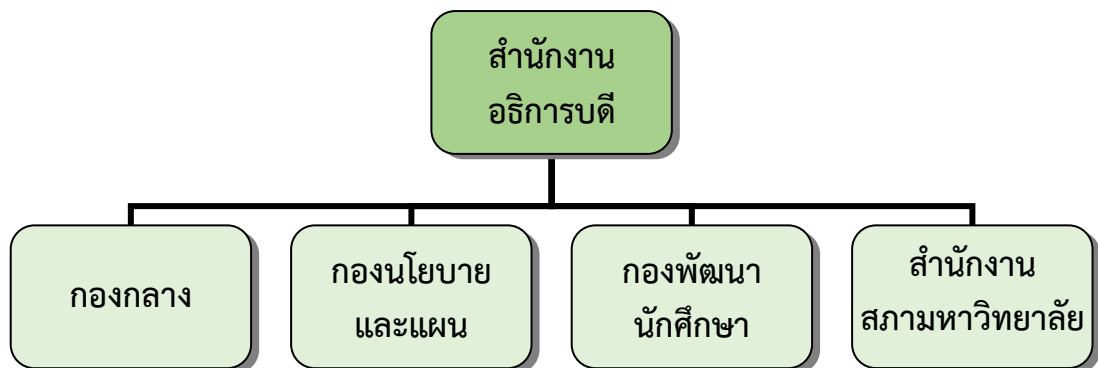 สำนักงาน
อธิการบดี
กองกลาง
กองนโยบาย
และแผน
กองพัฒนา
นักศึกษา
สำนักงาน
สภามหาวิทยาลัย